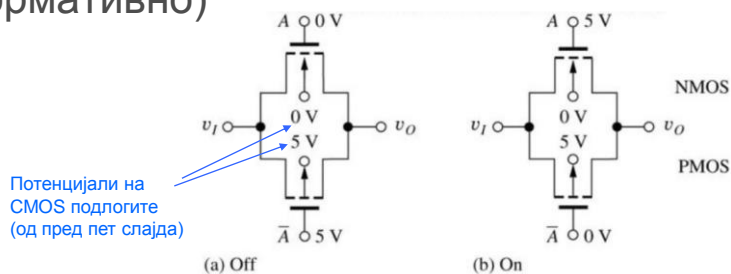 рмативно)
A 0 V
A 5 V
NMOS
0 V
0 V
v_I
v_O
v_I
v_O
5 V
5 V
PMOS
Потенцијали на
CMOS подлогите
(од пред пет слајда)
A̅ 5 V
A̅ 0 V
(a) Off
(b) On